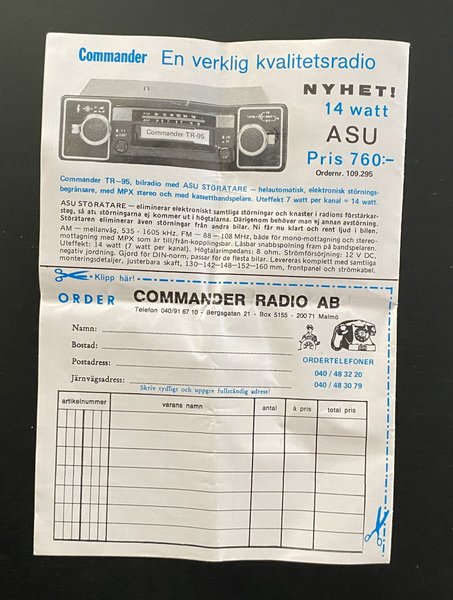 Commander En verklig kvalitetsradio
NYHET!
14 watt
ASU
Pris 760:-
Ordernr. 109.295
Commander TR-95
Commander TR-95, bilradio med ASU STÖRÄTARE — helautomatisk, elektronisk störnings-
begränsare, med MPX stereo och med kassettbandspelare. Uteffekt 7 watt per kanal = 14 watt.
ASU STÖRÄTARE — eliminerar elektroniskt samtliga störningar och knaster i radions förstärkar-
steg, så att störningarna ej kommer ut i högtalarna. Därigenom behöver man ej annan avstörning.
Störätaren eliminerar även störningar från andra bilar. Ni får nu klart och rent ljud i bilen.
AM — mellanvåg, 535 - 1605 kHz. FM — 88 — 108 MHz, både för mono-mottagning och stereo-
mottagning med MPX som är till/från-kopplingsbar. Låsbar snabbspolning fram på bandspelaren.
Uteffekt: 14 watt (7 watt per kanal). Högtalarimpedans: 8 ohm. Strömförsörjning: 12 V DC,
negativ jordning. Gjord för DIN-norm, passar för de flesta bilar. Levereras komplett med samtliga
monteringsdetaljer, justerbara skaft, 130—142—148—152—160 mm, frontpanel och strömkabel.
Klipp här!
ORDER COMMANDER RADIO AB
Telefon 040/91 67 10 - Bergsgatan 21 - Box 5155 - 200 71 Malmö
Namn:
Bostad:
Postadress:
Järnvägsadress:
ORDERTELEFONER
040 / 48 32 20
040 / 48 30 79
Skriv tydligt och uppgiv fullständig adress!
artikelnummer varans namn antal à pris total pris